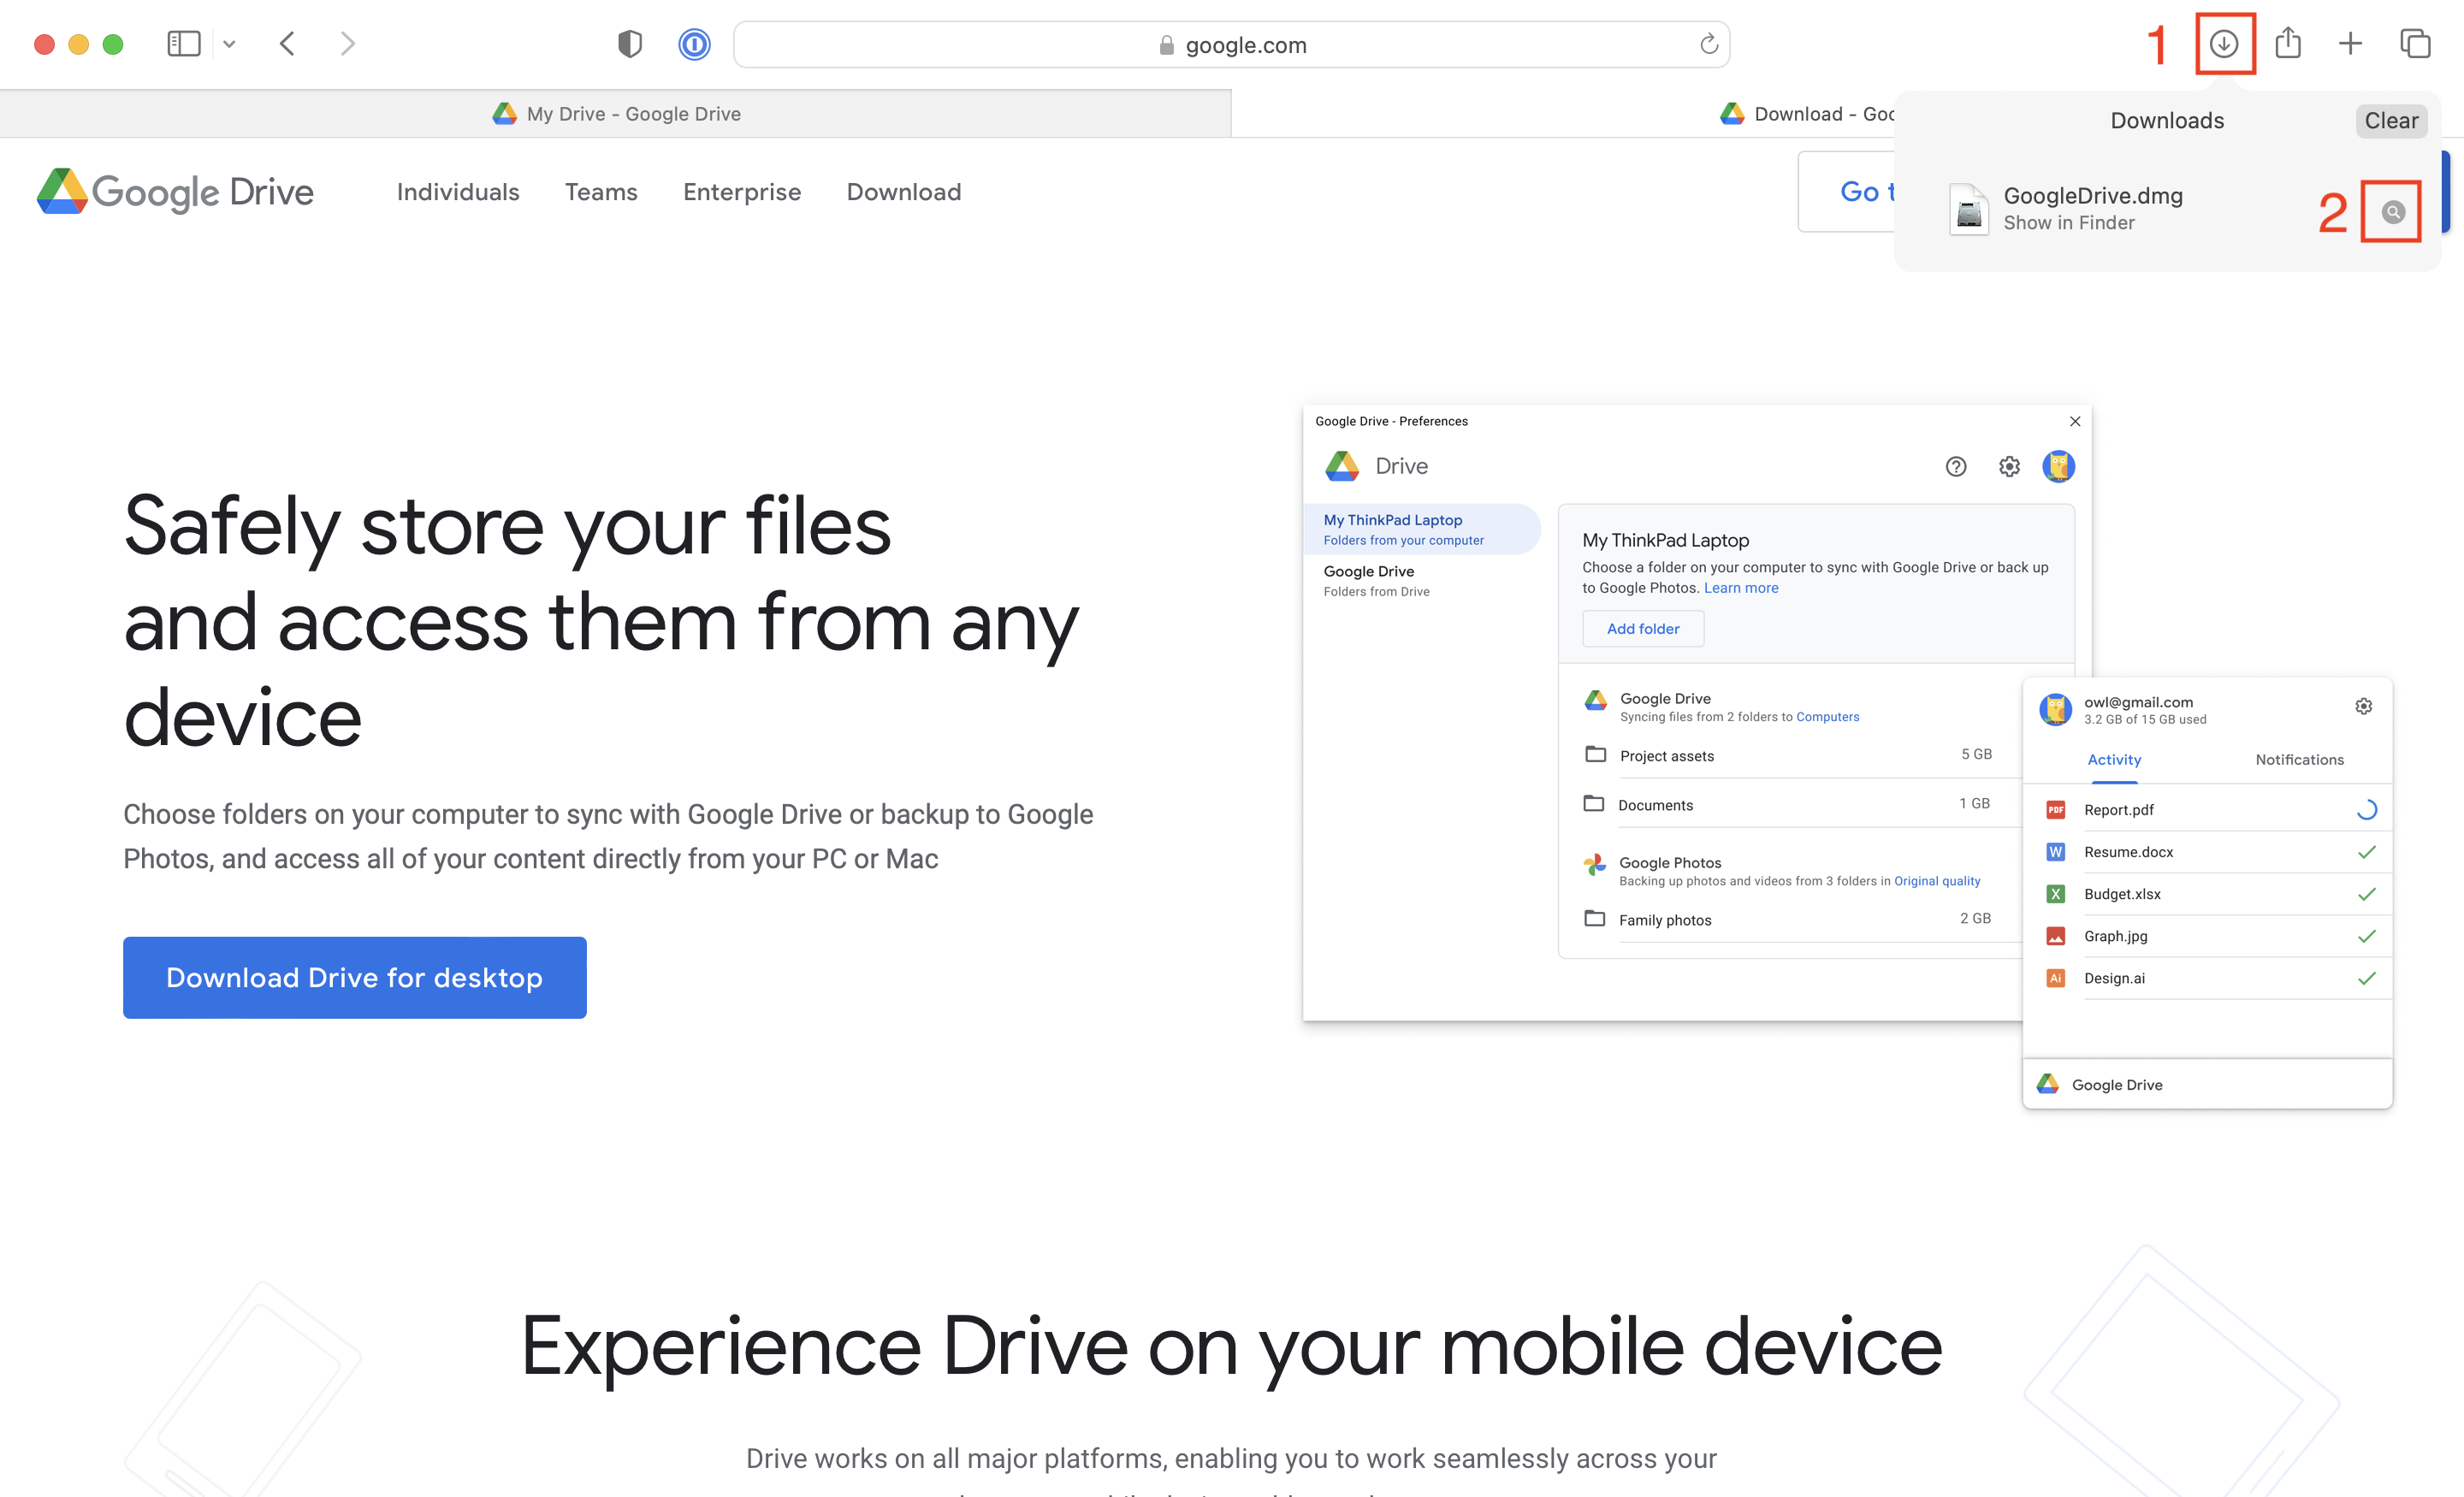 google.com
1
My Drive - Google Drive
Download - Goo
Downloads
Clear
GoogleDrive.dmg
Show in Finder
2
Google Drive
Individuals
Teams
Enterprise
Download
Go t
Safely store your files
and access them from any
device
Choose folders on your computer to sync with Google Drive or backup to Google
Photos, and access all of your content directly from your PC or Mac
Download Drive for desktop
Google Drive - Preferences
Drive
My ThinkPad Laptop
Folders from your computer
Google Drive
Folders from Drive
My ThinkPad Laptop
Choose a folder on your computer to sync with Google Drive or back up
to Google Photos. Learn more
Add folder
Google Drive
Syncing files from 2 folders to Computers
Project assets
5 GB
Documents
1 GB
Google Photos
Backing up photos and videos from 3 folders in Original quality
Family photos
2 GB
owl@gmail.com
3.2 GB of 15 GB used
Activity
Notifications
PDF
Report.pdf
W
Resume.docx
X
Budget.xlsx
Graph.jpg
Ai
Design.ai
Google Drive
Experience Drive on your mobile device
Drive works on all major platforms, enabling you to work seamlessly across your